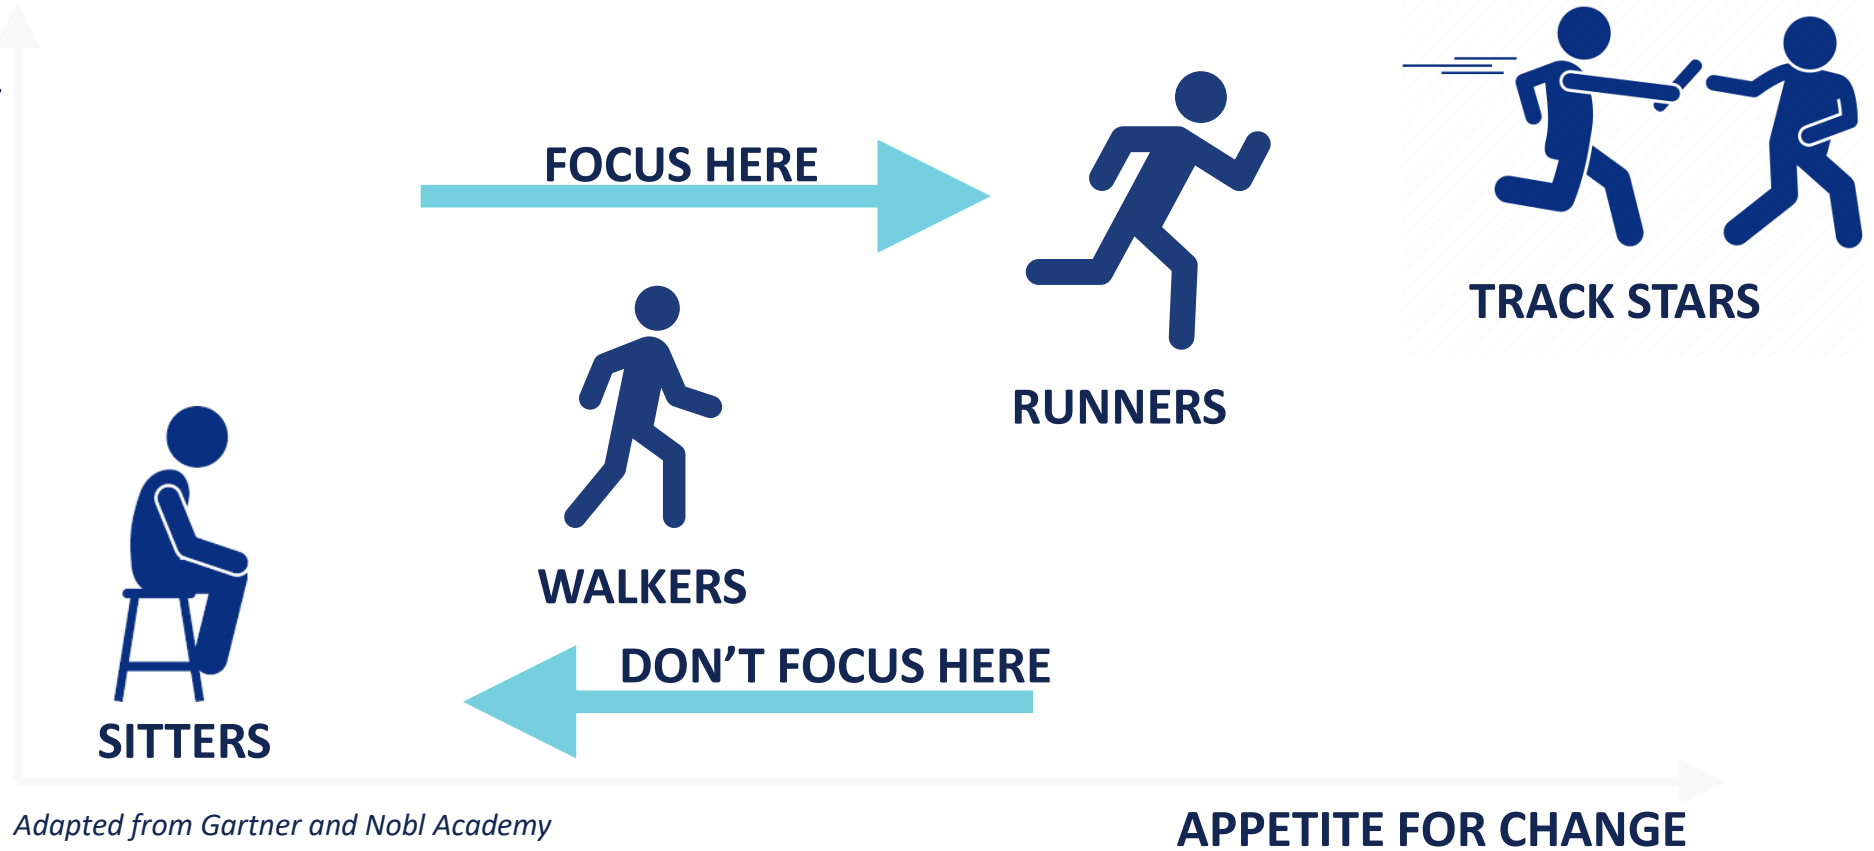 FOCUS HERE
TRACK STARS
RUNNERS
WALKERS
DON’T FOCUS HERE
SITTERS
Adapted from Gartner and Nobl Academy
APPETITE FOR CHANGE